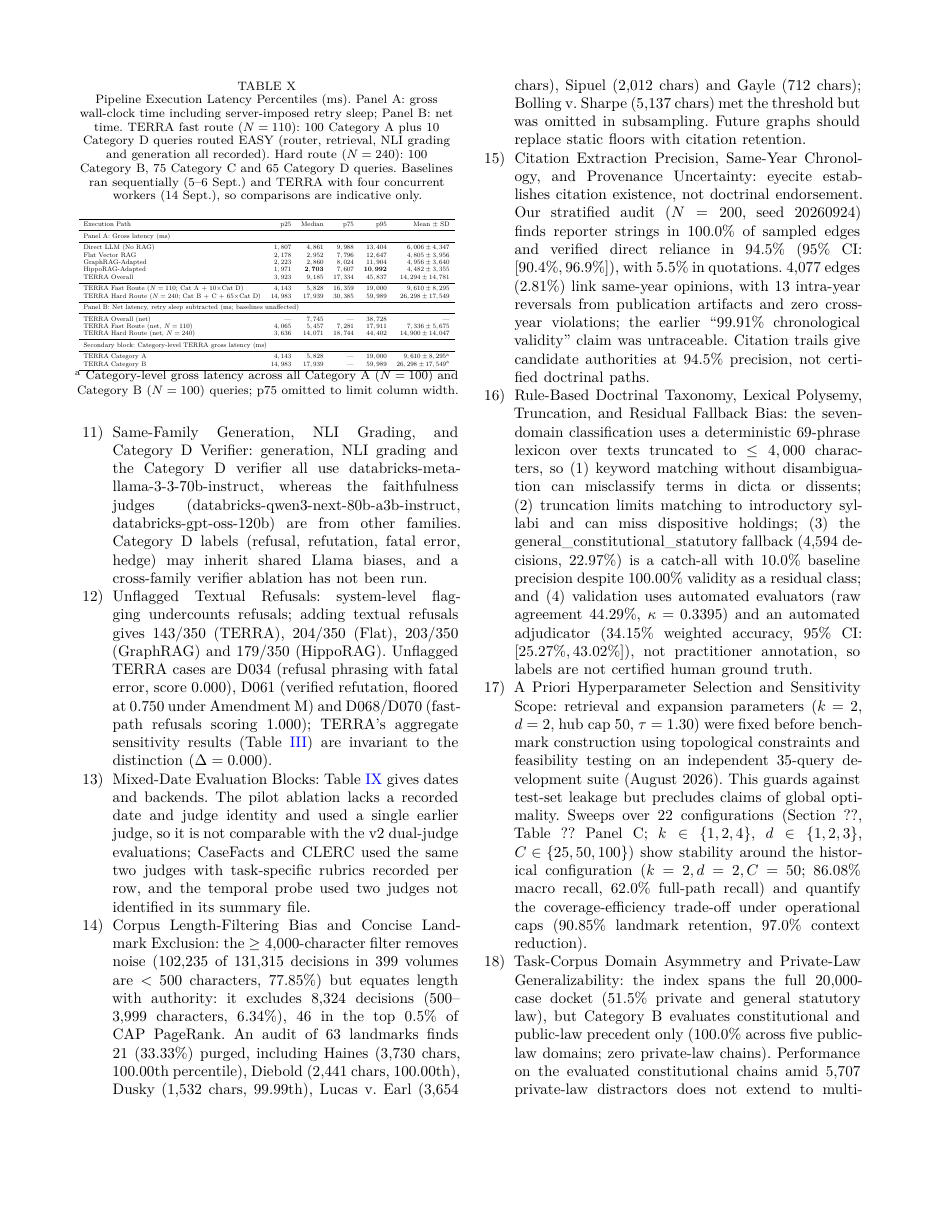 TABLE X
Pipeline Execution Latency Percentiles (ms). Panel A: gross
wall-clock time including server-imposed retry sleep; Panel B: net
time. TERRA fast route (N = 110): 100 Category A plus 10
Category D queries routed EASY (router, retrieval, NLI grading
and generation all recorded). Hard route (N = 240): 100
Category B, 75 Category C and 65 Category D queries. Baselines
ran sequentially (5–6 Sept.) and TERRA with four concurrent
workers (14 Sept.), so comparisons are indicative only.
Execution Path p25 Median p75 p95 Mean ± SD
Panel A: Gross latency (ms)
Direct LLM (No RAG) 1,807 4,861 9,988 13,404 6,006 ± 4,347
Flat Vector RAG 2,178 2,952 7,796 12,647 4,805 ± 3,956
GraphRAG-Adapted 2,223 2,860 8,024 11,904 4,956 ± 3,640
HippoRAG-Adapted 1,971 2,703 7,607 10,992 4,482 ± 3,355
TERRA Overall 3,923 9,185 17,334 45,837 14,294 ± 14,781
TERRA Fast Route (N = 110; Cat A + 10×Cat D) 4,143 5,828 16,359 19,000 9,610 ± 8,295
TERRA Hard Route (N = 240; Cat B + C + 65×Cat D) 14,983 17,939 30,385 59,989 26,298 ± 17,549
Panel B: Net latency, retry sleep subtracted (ms; baselines unaffected)
TERRA Overall (net) — 7,745 — 38,728 —
TERRA Fast Route (net, N = 110) 4,065 5,457 7,281 17,911 7,336 ± 5,675
TERRA Hard Route (net, N = 240) 3,636 14,071 18,744 44,402 14,900 ± 14,047
Secondary block: Category-level TERRA gross latency (ms)
TERRA Category A 4,143 5,828 — 19,000 9,610 ± 8,295ᵃ
TERRA Category B 14,983 17,939 — 59,989 26,298 ± 17,549ᵃ
ᵃ Category-level gross latency across all Category A (N = 100) and
Category B (N = 100) queries; p75 omitted to limit column width.
11) Same-Family Generation, NLI Grading, and
Category D Verifier: generation, NLI grading and
the Category D verifier all use databricks-meta-
llama-3-3-70b-instruct, whereas the faithfulness
judges (databricks-qwen3-next-80b-a3b-instruct,
databricks-gpt-oss-120b) are from other families.
Category D labels (refusal, refutation, fatal error,
hedge) may inherit shared Llama biases, and a
cross-family verifier ablation has not been run.
12) Unflagged Textual Refusals: system-level flag-
ging undercounts refusals; adding textual refusals
gives 143/350 (TERRA), 204/350 (Flat), 203/350
(GraphRAG) and 179/350 (HippoRAG). Unflagged
TERRA cases are D034 (refusal phrasing with fatal
error, score 0.000), D061 (verified refutation, floored
at 0.750 under Amendment M) and D068/D070 (fast-
path refusals scoring 1.000); TERRA's aggregate
sensitivity results (Table III) are invariant to the
distinction (Δ = 0.000).
13) Mixed-Date Evaluation Blocks: Table IX gives dates
and backends. The pilot ablation lacks a recorded
date and judge identity and used a single earlier
judge, so it is not comparable with the v2 dual-judge
evaluations; CaseFacts and CLERC used the same
two judges with task-specific rubrics recorded per
row, and the temporal probe used two judges not
identified in its summary file.
14) Corpus Length-Filtering Bias and Concise Land-
mark Exclusion: the ≥ 4,000-character filter removes
noise (102,235 of 131,315 decisions in 399 volumes
are < 500 characters, 77.85%) but equates length
with authority: it excludes 8,324 decisions (500–
3,999 characters, 6.34%), 46 in the top 0.5% of
CAP PageRank. An audit of 63 landmarks finds
21 (33.33%) purged, including Haines (3,730 chars,
100.00th percentile), Diebold (2,441 chars, 100.00th),
Dusky (1,532 chars, 99.99th), Lucas v. Earl (3,654
chars), Sipuel (2,012 chars) and Gayle (712 chars);
Bolling v. Sharpe (5,137 chars) met the threshold but
was omitted in subsampling. Future graphs should
replace static floors with citation retention.
15) Citation Extraction Precision, Same-Year Chronol-
ogy, and Provenance Uncertainty: eyecite estab-
lishes citation existence, not doctrinal endorsement.
Our stratified audit (N = 200, seed 20260924)
finds reporter strings in 100.0% of sampled edges
and verified direct reliance in 94.5% (95% CI:
[90.4%, 96.9%]), with 5.5% in quotations. 4,077 edges
(2.81%) link same-year opinions, with 13 intra-year
reversals from publication artifacts and zero cross-
year violations; the earlier “99.91% chronological
validity” claim was untraceable. Citation trails give
candidate authorities at 94.5% precision, not certi-
fied doctrinal paths.
16) Rule-Based Doctrinal Taxonomy, Lexical Polysemy,
Truncation, and Residual Fallback Bias: the seven-
domain classification uses a deterministic 69-phrase
lexicon over texts truncated to ≤ 4,000 charac-
ters, so (1) keyword matching without disambigua-
tion can misclassify terms in dicta or dissents;
(2) truncation limits matching to introductory syl-
labi and can miss dispositive holdings; (3) the
general_constitutional_statutory fallback (4,594 de-
cisions, 22.97%) is a catch-all with 10.0% baseline
precision despite 100.00% validity as a residual class;
and (4) validation uses automated evaluators (raw
agreement 44.29%, κ = 0.3395) and an automated
adjudicator (34.15% weighted accuracy, 95% CI:
[25.27%, 43.02%]), not practitioner annotation, so
labels are not certified human ground truth.
17) A Priori Hyperparameter Selection and Sensitivity
Scope: retrieval and expansion parameters (k = 2,
d = 2, hub cap 50, τ = 1.30) were fixed before bench-
mark construction using topological constraints and
feasibility testing on an independent 35-query de-
velopment suite (August 2026). This guards against
test-set leakage but precludes claims of global opti-
mality. Sweeps over 22 configurations (Section ??,
Table ?? Panel C; k ∈ {1, 2, 4}, d ∈ {1, 2, 3},
C ∈ {25, 50, 100}) show stability around the histor-
ical configuration (k = 2, d = 2, C = 50; 86.08%
macro recall, 62.0% full-path recall) and quantify
the coverage-efficiency trade-off under operational
caps (90.85% landmark retention, 97.0% context
reduction).
18) Task-Corpus Domain Asymmetry and Private-Law
Generalizability: the index spans the full 20,000-
case docket (51.5% private and general statutory
law), but Category B evaluates constitutional and
public-law precedent only (100.0% across five public-
law domains; zero private-law chains). Performance
on the evaluated constitutional chains amid 5,707
private-law distractors does not extend to multi-